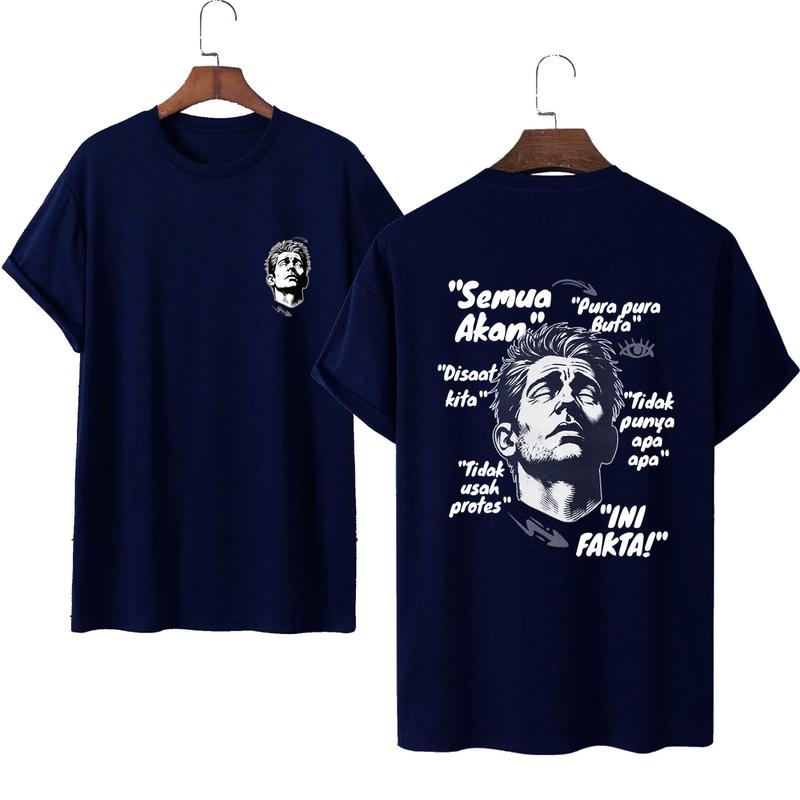 "Semua
Akan"
"Pura pura
Buta"
"Disaat
kita"
"Tidak
punya
apa
apa"
"Tidak
usah
protes"
"INI
FAKTA!"